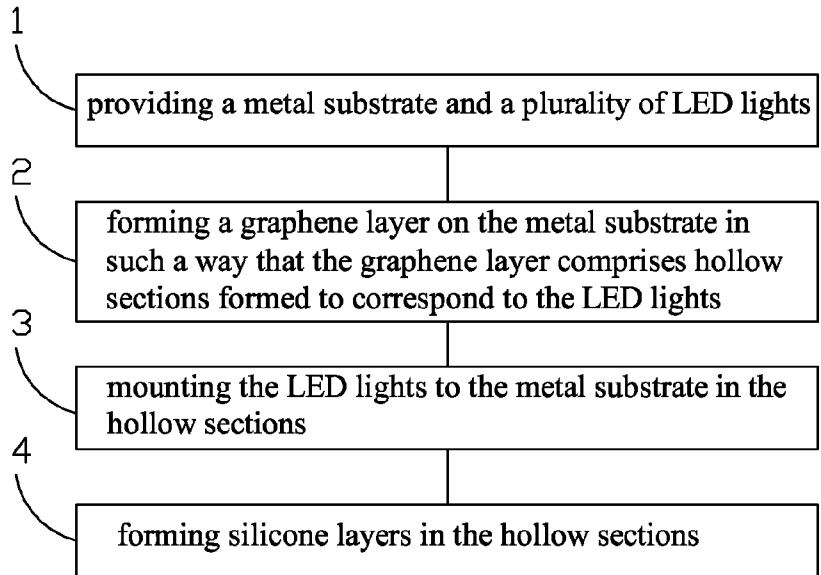 1
providing a metal substrate and a plurality of LED lights
2
forming a graphene layer on the metal substrate in
such a way that the graphene layer comprises hollow
sections formed to correspond to the LED lights
3
mounting the LED lights to the metal substrate in the
hollow sections
4
forming silicone layers in the hollow sections